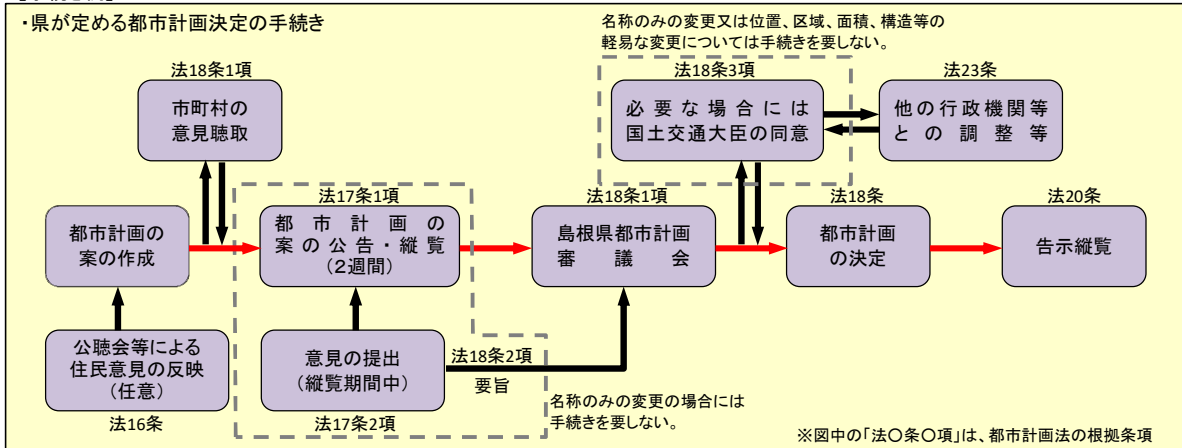 ・県が定める都市計画決定の手続き
名称のみの変更又は位置、区域、面積、構造等の
軽易な変更については手続きを要しない。
法18条1項
市町村の
意見聴取
法18条3項
必要な場合には
国土交通大臣の同意
法23条
他の行政機関等
との調整等
都市計画の
案の作成
法17条1項
都市計画の
案の公告・縦覧
(2週間)
法18条1項
島根県都市計画
審議会
法18条
都市計画
の決定
法20条
告示縦覧
公聴会等による
住民意見の反映
(任意)
法16条
意見の提出
(縦覧期間中)
法17条2項
法18条2項
要旨
名称のみの変更の場合には
手続きを要しない。
※図中の「法〇条〇項」は、都市計画法の根拠条項